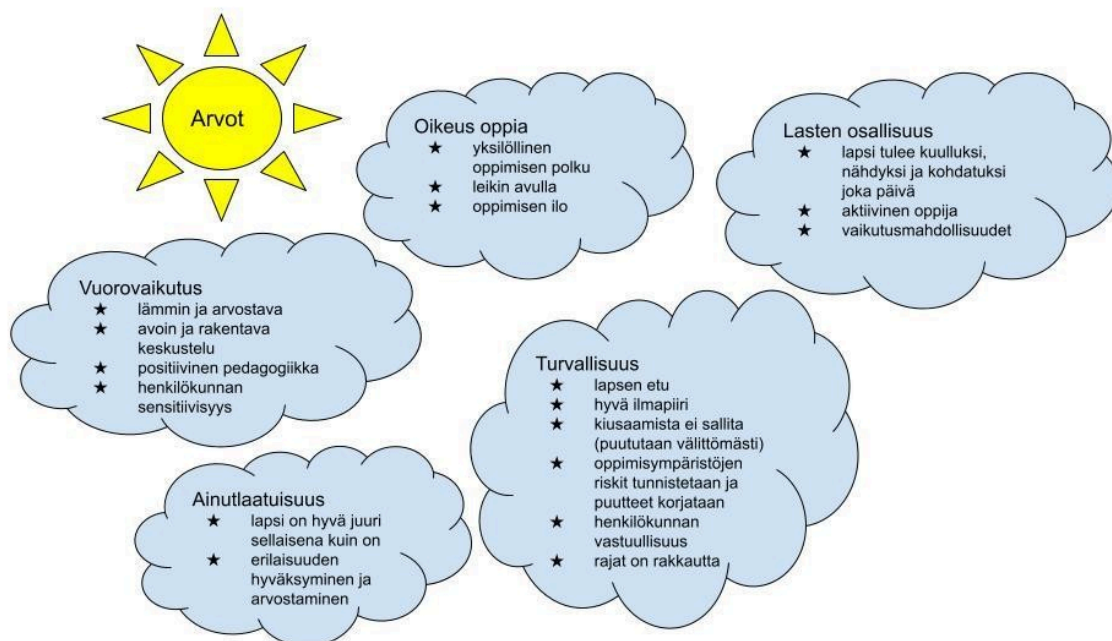 Arvot
Oikeus oppia
★ yksilöllinen
oppimisen polku
★ leikin avulla
★ oppimisen ilo
Lasten osallisuus
★ lapsi tulee kuulluksi,
nähdyksi ja kohdatuksi
joka päivä
★ aktiivinen oppija
★ vaikutusmahdollisuudet
Vuorovaikutus
★ lämmin ja arvostava
★ avoin ja rakentava
keskustelu
★ positiivinen pedagogiikka
★ henkilökunnan
sensitiivisyys
Turvallisuus
★ lapsen etu
★ hyvä ilmapiiri
★ kiusaamista ei sallita
(puututaan välittömästi)
★ oppimisympäristöjen
riskit tunnistetaan ja
puutteet korjataan
★ henkilökunnan
vastuullisuus
★ rajat on rakkautta
Ainutlaatuisuus
★ lapsi on hyvä juuri
sellaisena kuin on
★ erilaisuuden
hyväksyminen ja
arvostaminen